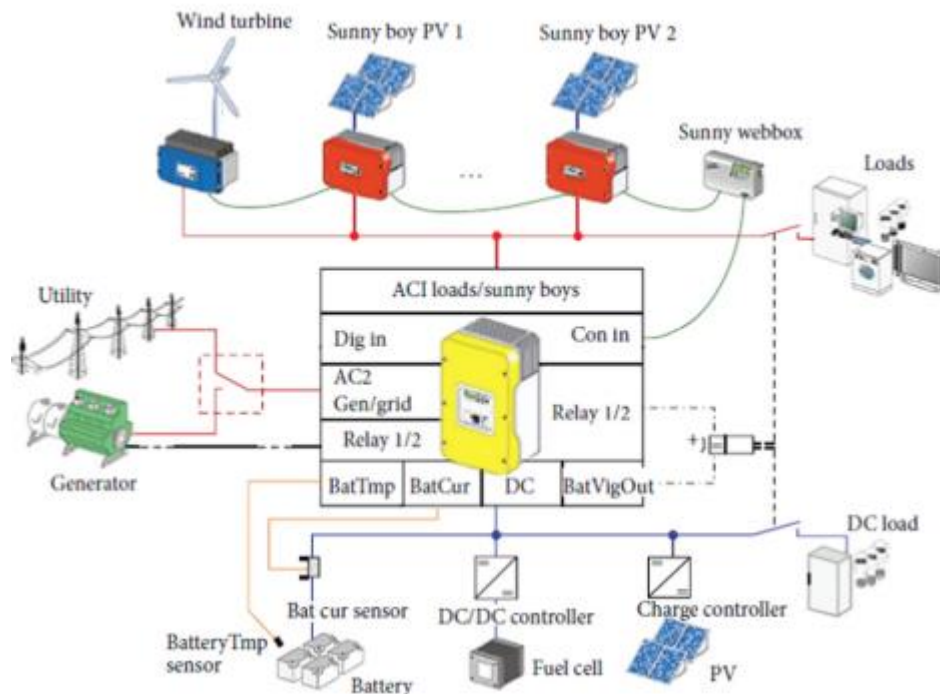 Wind turbine
Sunny boy PV 1
Sunny boy PV 2
Sunny webbox
...
Loads
ACI loads/sunny boys
Utility
Dig in
Con in
AC2
Gen/grid
Relay 1/2
Relay 1/2
Generator
BatTmp
BatCur
DC
BatVigOut
+
DC load
Bat cur sensor
DC/DC controller
Charge controller
BatteryTmp
sensor
Battery
Fuel cell
PV